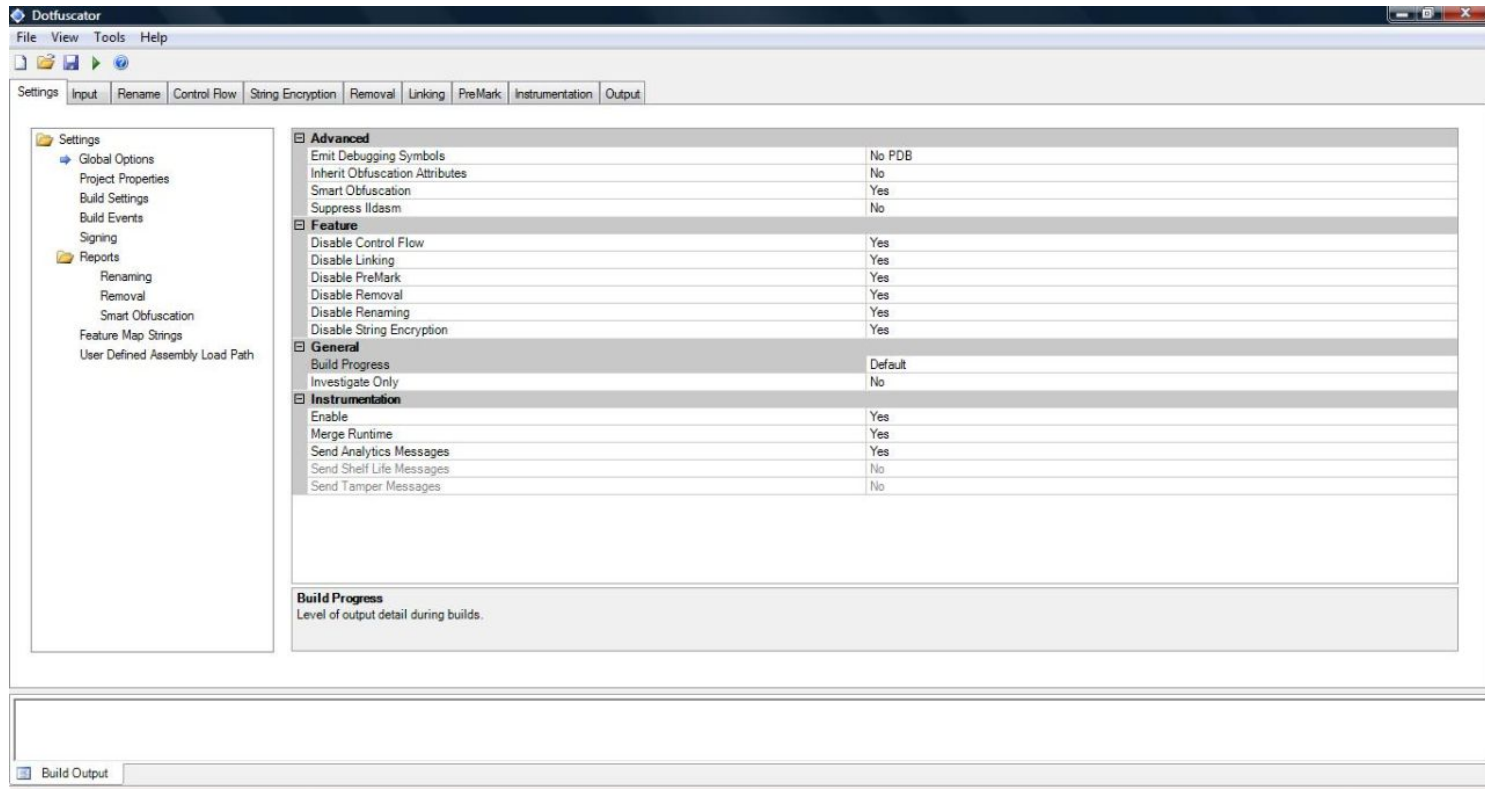 Dotfuscator
File View Tools Help
Settings Input Rename Control Flow String Encryption Removal Linking PreMark Instrumentation Output
Settings
Global Options
Project Properties
Build Settings
Build Events
Signing
Reports
Renaming
Removal
Smart Obfuscation
Feature Map Strings
User Defined Assembly Load Path
Advanced
Emit Debugging Symbols No PDB
Inherit Obfuscation Attributes No
Smart Obfuscation Yes
Suppress Ildasm No
Feature
Disable Control Flow Yes
Disable Linking Yes
Disable PreMark Yes
Disable Removal Yes
Disable Renaming Yes
Disable String Encryption Yes
General
Build Progress Default
Investigate Only No
Instrumentation
Enable Yes
Merge Runtime Yes
Send Analytics Messages Yes
Send Shelf Life Messages No
Send Tamper Messages No
Build Progress
Level of output detail during builds.
Build Output